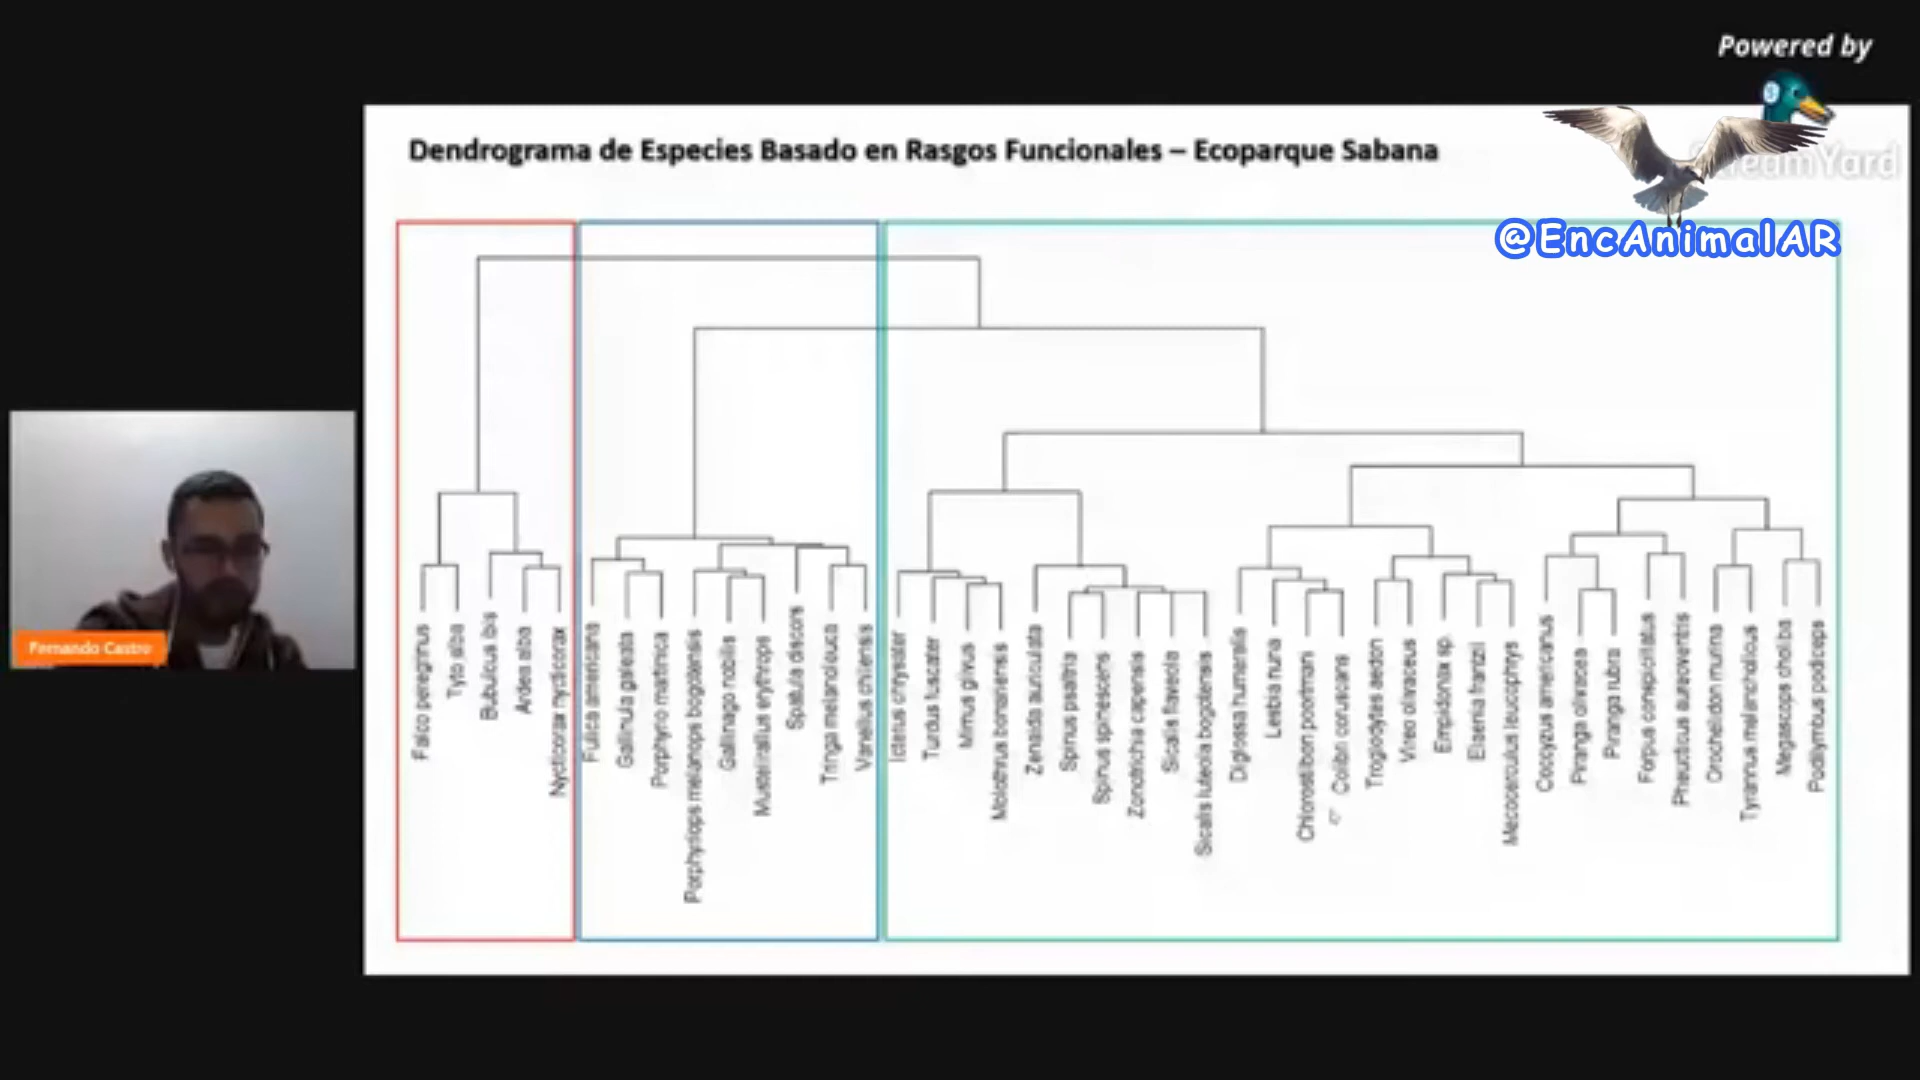 Powered by
StreamYard
Dendrograma de Especies Basado en Rasgos Funcionales – Ecoparque Sabana
@EncAnimalAR
Fernando Castro
Falco peregrinus
Tyto alba
Bubulcus ibis
Ardea alba
Nycticorax nycticorax
Fulica americana
Gallinula galeata
Porphyrio martinica
Porphyriops melanops bogotensis
Gallinago nobilis
Mustelirallus erythrops
Spatula discors
Tringa melanoleuca
Vanellus chilensis
Icterus chrysater
Turdus fuscater
Mimus gilvus
Molothrus bonariensis
Zenaida auriculata
Spinus psaltria
Spinus spinescens
Zonotrichia capensis
Sicalis flaveola
Sicalis luteola bogotensis
Diglossa humeralis
Lesbia nuna
Chlorostilbon poortmani
Colibri coruscans
Troglodytes aedon
Vireo olivaceus
Empidonax sp.
Elaenia frantzii
Mecocerculus leucophrys
Coccyzus americanus
Piranga olivacea
Piranga rubra
Forpus conspicillatus
Pheucticus aureoventris
Orochelidon murina
Tyrannus melancholicus
Megascops choliba
Podilymbus podiceps